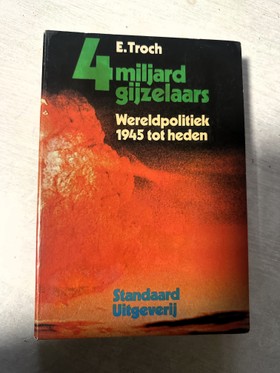 E. Troch
4 miljard
gijzelaars
Wereldpolitiek
1945 tot heden
Standaard
Uitgeverij